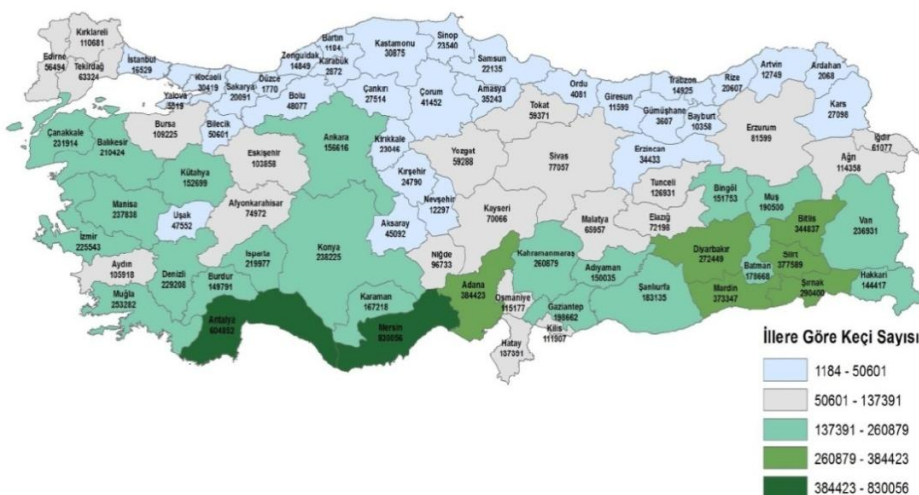 Kırklareli
110681
Edirne
56494
Tekirdağ
63324
İstanbul
16529
Kocaeli
30419
Yalova
Sakarya
20091
Düzce
1770
Zonguldak
14849
Bartın
1184
Karabük
2872
Kastamonu
30875
Sinop
23540
Samsun
22135
Bolu
48077
Çankırı
27514
Çorum
41452
Amasya
35243
Ordu
4081
Giresun
11599
Trabzon
14925
Rize
20607
Artvin
12749
Ardahan
2068
Kars
27098
Gümüşhane
3607
Bayburt
10358
Tokat
59371
Erzurum
81599
Iğdır
61077
Ağrı
114358
Erzincan
34433
Çanakkale
231914
Balıkesir
210424
Bursa
109225
Bilecik
50601
Eskişehir
103858
Ankara
156616
Kırıkkale
23046
Yozgat
59288
Sivas
77057
Kütahya
152699
Kırşehir
24790
Nevşehir
12297
Kayseri
70066
Tunceli
126931
Bingöl
151753
Muş
190500
Bitlis
344837
Van
236931
Manisa
237838
Uşak
47552
Afyonkarahisar
74972
Aksaray
45092
Malatya
Elazığ
72198
Diyarbakır
272449
Batman
178668
Siirt
377589
Hakkari
144417
Şırnak
290400
Mardin
373347
İzmir
225543
Aydın
Denizli
229208
Isparta
219977
Burdur
149791
Konya
238225
Niğde
96733
Kahramanmaraş
260879
Adıyaman
150035
Şanlıurfa
183135
Muğla
253282
Antalya
Karaman
167218
Mersin
830056
Adana
384423
Osmaniye
115177
Gaziantep
Kilis
111907
Hatay
137391
İllere Göre Keçi Sayısı
1184 - 50601
50601 - 137391
137391 - 260879
260879 - 384423
384423 - 830056